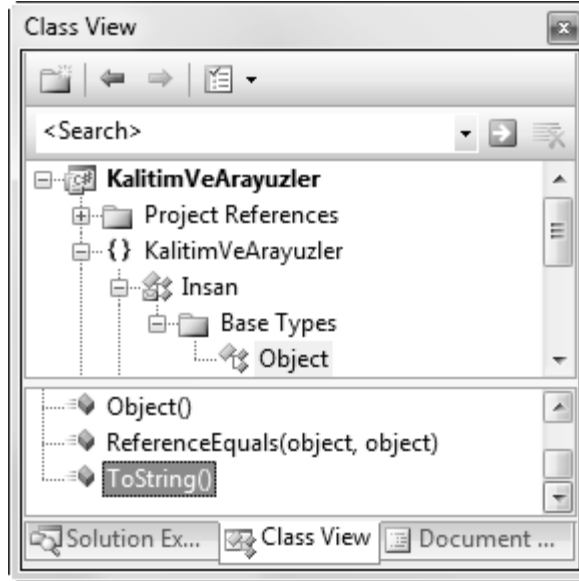 Class View
<Search>
KalitimVeArayuzler
Project References
{} KalitimVeArayuzler
Insan
Base Types
Object
Object()
ReferenceEquals(object, object)
ToString()
Solution Ex... Class View Document ...